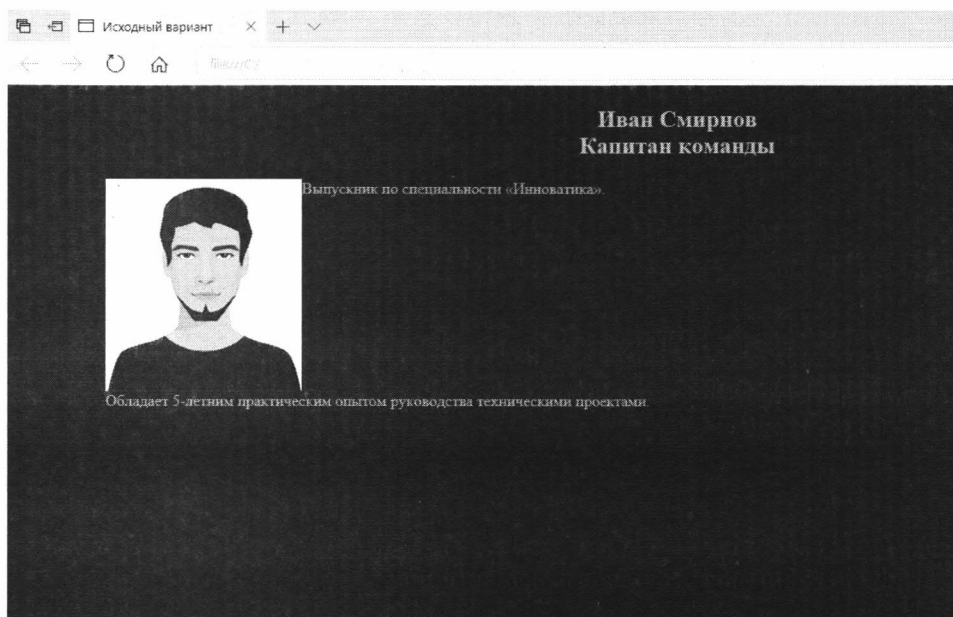 Исходный вариант
Иван Смирнов
Капитан команды
Выпускник по специальности «Инноватика».
Обладает 5-летним практическим опытом руководства техническими проектами.